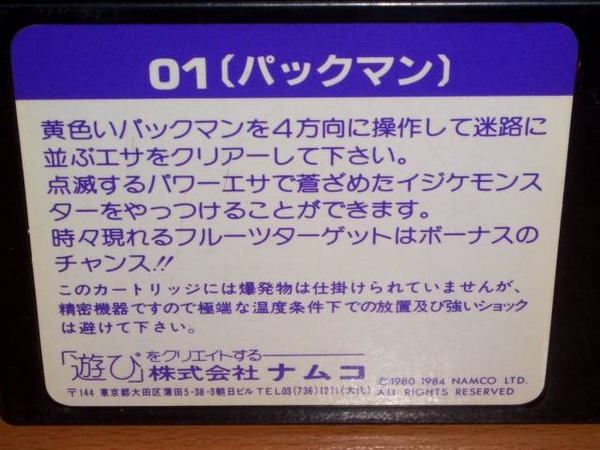 01(パックマン)
黄色いパックマンを4方向に操作して迷路に
並ぶエサをクリアーして下さい。
点滅するパワーエサで蒼ざめたイジケモンス
ターをやっつけることができます。
時々現れるフルーツターゲットはボーナスの
チャンス!!
このカートリッジには爆発物は仕掛けられていませんが、
精密機器ですので極端な温度条件下での放置及び強いショック
は避けて下さい。
「遊び」をクリエイトする
株式会社 ナムコ
〒144 東京都大田区蒲田5-38-3朝日ビル TEL03(736)1211(大代)
©1980 1984 NAMCO LTD.
ALL RIGHTS RESERVED